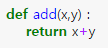 def add(x,y) :
    return x+y